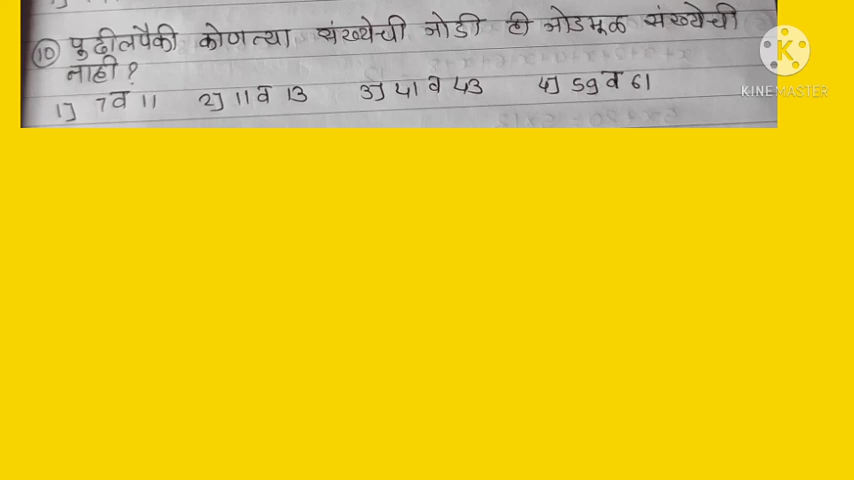 10 पुढीलपैकी कोणत्या संख्येची जोडी ही जोडमूळ संख्येची
नाही?
1] 7 व 11 2] 11 व 13 3] 41 व 43 4] 59 व 61
KINEMASTER